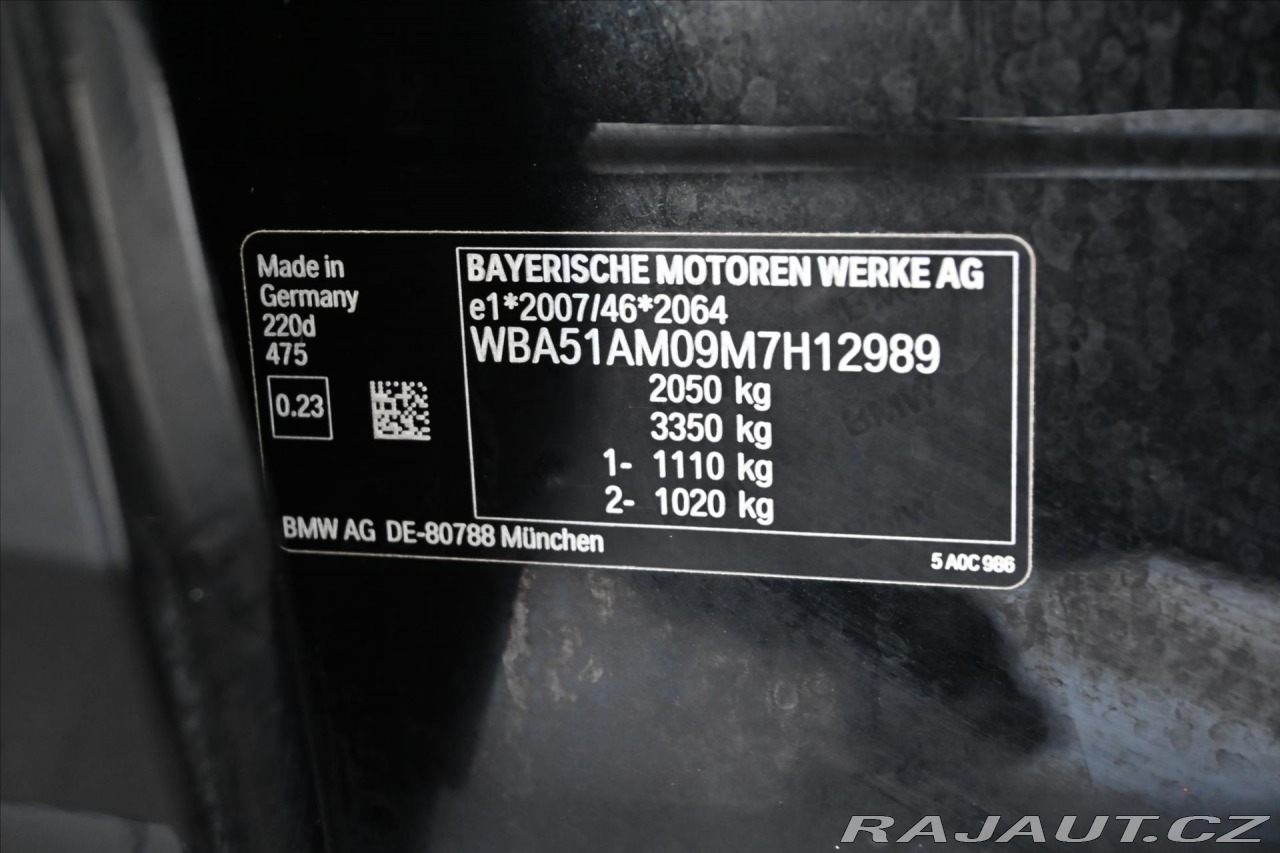 Made in
Germany
220d
475
0.23
BAYERISCHE MOTOREN WERKE AG
e1*2007/46*2064
WBA51AM09M7H12989
2050 kg
3350 kg
1- 1110 kg
2- 1020 kg
BMW AG DE-80788 München
5 A0C 986
RAJAUT.CZ